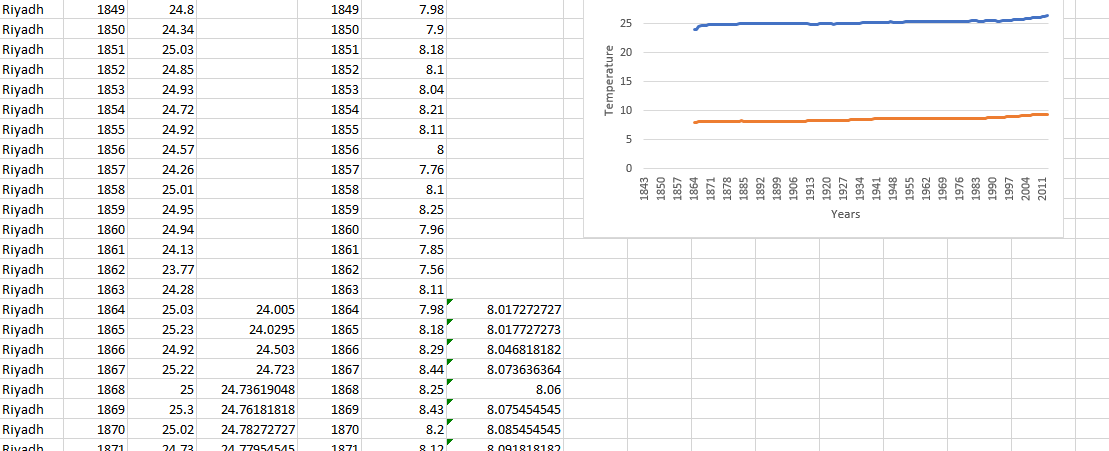 Riyadh 1849 24.8 1849 7.98
Riyadh 1850 24.34 1850 7.9
Riyadh 1851 25.03 1851 8.18
Riyadh 1852 24.85 1852 8.1
Riyadh 1853 24.93 1853 8.04
Riyadh 1854 24.72 1854 8.21
Riyadh 1855 24.92 1855 8.11
Riyadh 1856 24.57 1856 8
Riyadh 1857 24.26 1857 7.76
Riyadh 1858 25.01 1858 8.1
Riyadh 1859 24.95 1859 8.25
Riyadh 1860 24.94 1860 7.96
Riyadh 1861 24.13 1861 7.85
Riyadh 1862 23.77 1862 7.56
Riyadh 1863 24.28 1863 8.11
Riyadh 1864 25.03 24.005 1864 7.98 8.017272727
Riyadh 1865 25.23 24.0295 1865 8.18 8.017727273
Riyadh 1866 24.92 24.503 1866 8.29 8.046818182
Riyadh 1867 25.22 24.723 1867 8.44 8.073636364
Riyadh 1868 25 24.73619048 1868 8.25 8.06
Riyadh 1869 25.3 24.76181818 1869 8.43 8.075454545
Riyadh 1870 25.02 24.78272727 1870 8.2 8.085454545
Riyadh 1871 24.73 24.77954545 1871 8.12 8.091818182
Temperature
25
20
15
10
5
0
1843 1850 1857 1864 1871 1878 1885 1892 1899 1906 1913 1920 1927 1934 1941 1948 1955 1962 1969 1976 1983 1990 1997 2004 2011
Years